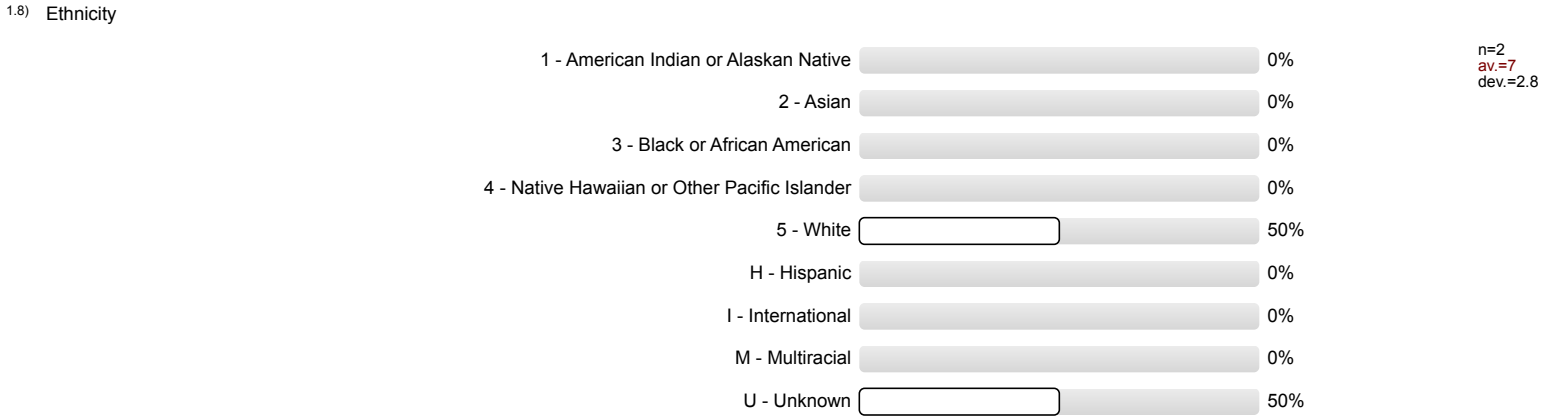 1.8) Ethnicity
1 - American Indian or Alaskan Native 0%
2 - Asian 0%
3 - Black or African American 0%
4 - Native Hawaiian or Other Pacific Islander 0%
5 - White 50%
H - Hispanic 0%
I - International 0%
M - Multiracial 0%
U - Unknown 50%
n=2
av.=7
dev.=2.8